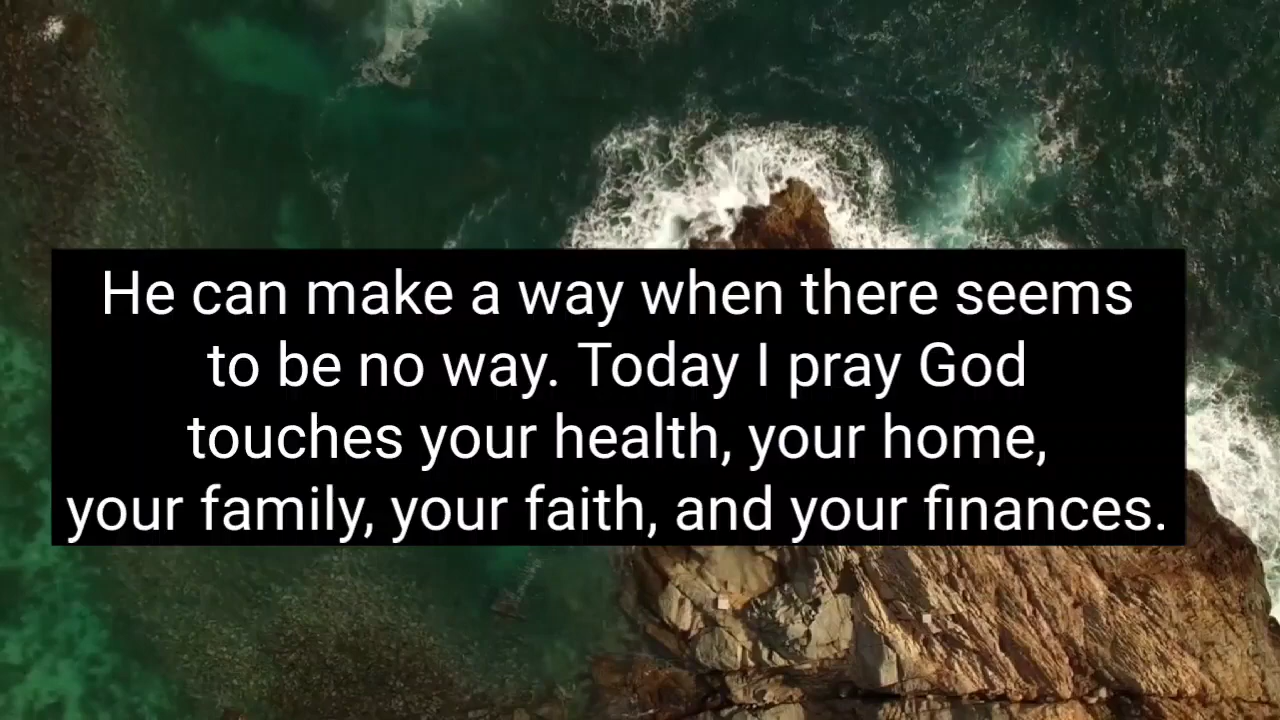 He can make a way when there seems
to be no way. Today I pray God
touches your health, your home,
your family, your faith, and your finances.